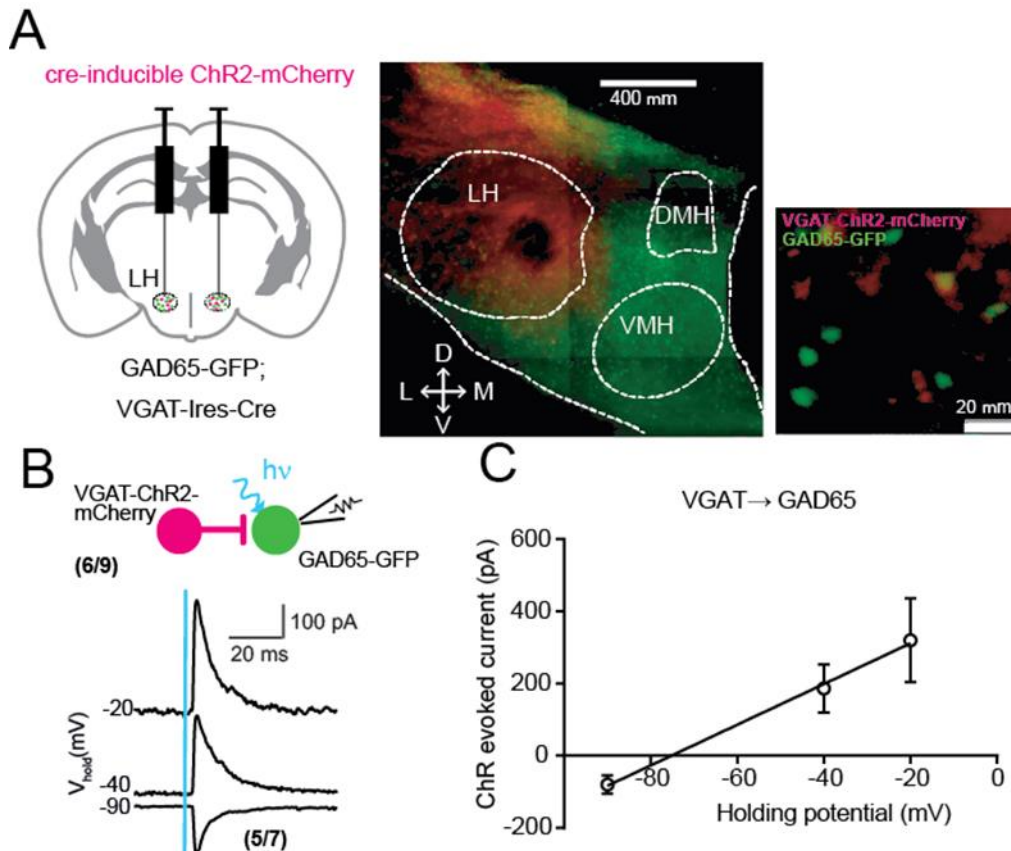 A
cre-inducible ChR2-mCherry
LH
GAD65-GFP;
VGAT-Ires-Cre
400 mm
LH
DMH
VMH
D
L M
V
VGAT-ChR2-mCherry
GAD65-GFP
20 mm
B
hν
VGAT-ChR2-
mCherry
GAD65-GFP
(6/9)
100 pA
20 ms
-20
-40
-90
Vhold(mV)
(5/7)
C
VGAT→ GAD65
ChR evoked current (pA)
600
400
200
0
-200
-80 -60 -40 -20 0
Holding potential (mV)